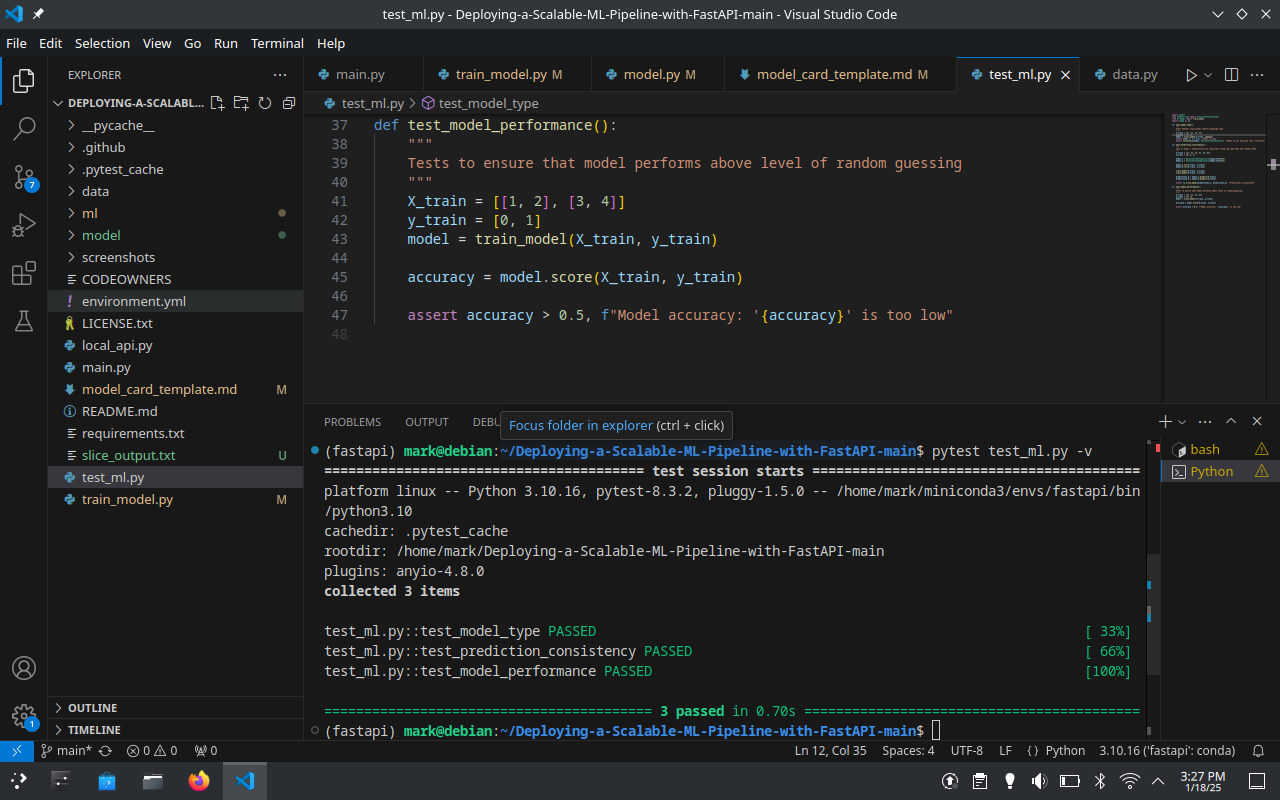 test_ml.py - Deploying-a-Scalable-ML-Pipeline-with-FastAPI-main - Visual Studio Code
File Edit Selection View Go Run Terminal Help
EXPLORER
main.py train_model.py M model.py M model_card_template.md M test_ml.py data.py
DEPLOYING-A-SCALABL...
test_ml.py > test_model_type
__pycache__
.github
.pytest_cache
data
ml
model
screenshots
CODEOWNERS
! environment.yml
LICENSE.txt
local_api.py
main.py
model_card_template.md M
README.md
requirements.txt
slice_output.txt U
test_ml.py
train_model.py M
OUTLINE
TIMELINE
7
1
37 def test_model_performance():
38 """
39 Tests to ensure that model performs above level of random guessing
40 """
41 X_train = [[1, 2], [3, 4]]
42 y_train = [0, 1]
43 model = train_model(X_train, y_train)
44
45 accuracy = model.score(X_train, y_train)
46
47 assert accuracy > 0.5, f"Model accuracy: '{accuracy}' is too low"
48
PROBLEMS OUTPUT DEBU
Focus folder in explorer (ctrl + click)
bash
Python
(fastapi) mark@debian:~/Deploying-a-Scalable-ML-Pipeline-with-FastAPI-main$ pytest test_ml.py -v
======================================= test session starts ========================================
platform linux -- Python 3.10.16, pytest-8.3.2, pluggy-1.5.0 -- /home/mark/miniconda3/envs/fastapi/bin
/python3.10
cachedir: .pytest_cache
rootdir: /home/mark/Deploying-a-Scalable-ML-Pipeline-with-FastAPI-main
plugins: anyio-4.8.0
collected 3 items
test_ml.py::test_model_type PASSED [ 33%]
test_ml.py::test_prediction_consistency PASSED [ 66%]
test_ml.py::test_model_performance PASSED [100%]
======================================== 3 passed in 0.70s =========================================
(fastapi) mark@debian:~/Deploying-a-Scalable-ML-Pipeline-with-FastAPI-main$
main* 0 0 0 Ln 12, Col 35 Spaces: 4 UTF-8 LF {} Python 3.10.16 ('fastapi': conda)
3:27 PM
1/18/25